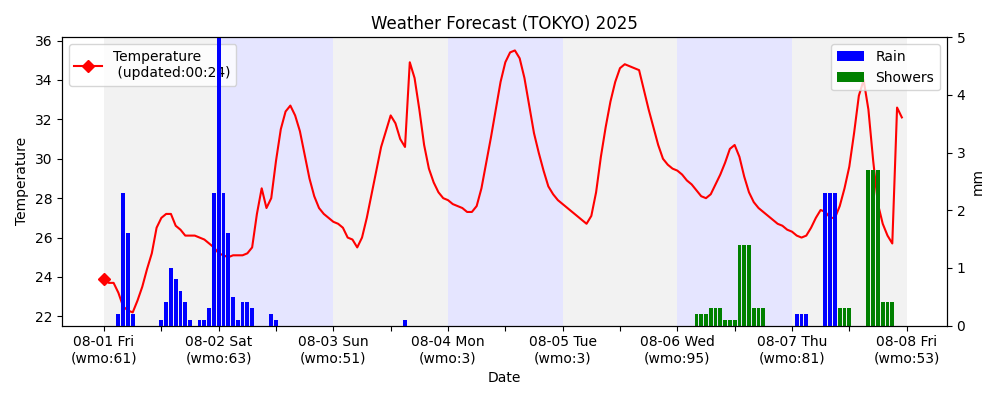 Weather Forecast (TOKYO) 2025
Temperature
(updated:00:24)
Rain
Showers
36
34
32
30
28
26
24
22
Temperature
5
4
3
2
1
0
mm
08-01 Fri
(wmo:61)
08-02 Sat
(wmo:63)
08-03 Sun
(wmo:51)
08-04 Mon
(wmo:3)
08-05 Tue
(wmo:3)
08-06 Wed
(wmo:95)
08-07 Thu
(wmo:81)
08-08 Fri
(wmo:53)
Date